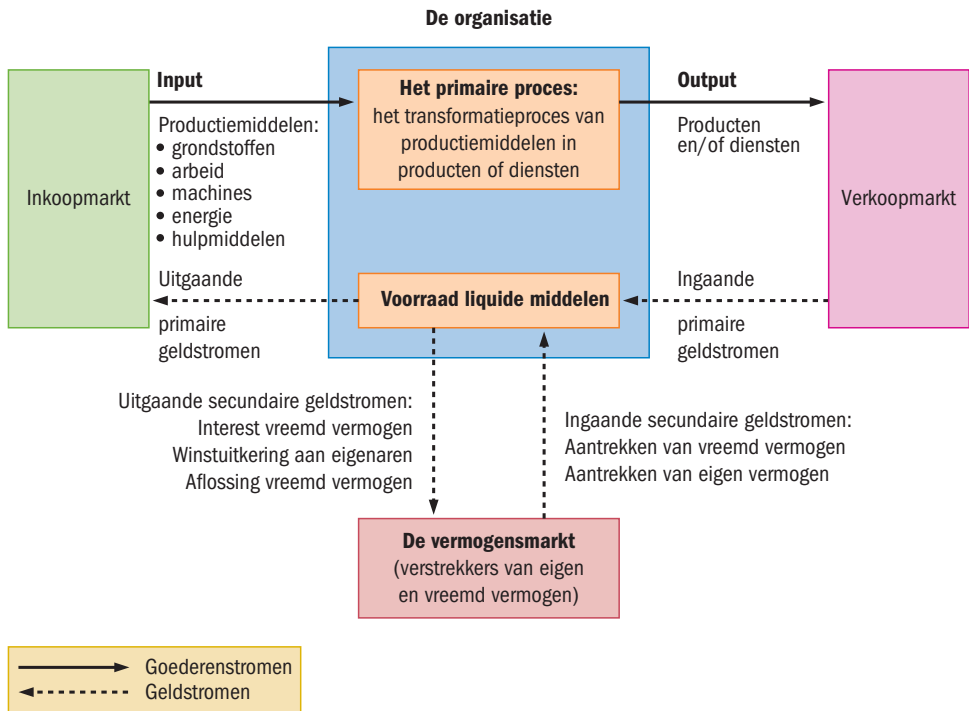 De organisatie
Inkoopmarkt
Input
Productiemiddelen:
• grondstoffen
• arbeid
• machines
• energie
• hulpmiddelen
Het primaire proces:
het transformatieproces van
productiemiddelen in
producten of diensten
Output
Producten
en/of diensten
Verkoopmarkt
Uitgaande
primaire
geldstromen
Voorraad liquide middelen
Ingaande
primaire
geldstromen
Uitgaande secundaire geldstromen:
Interest vreemd vermogen
Winstuitkering aan eigenaren
Aflossing vreemd vermogen
Ingaande secundaire geldstromen:
Aantrekken van vreemd vermogen
Aantrekken van eigen vermogen
De vermogensmarkt
(verstrekkers van eigen
en vreemd vermogen)
Goederenstromen
Geldstromen